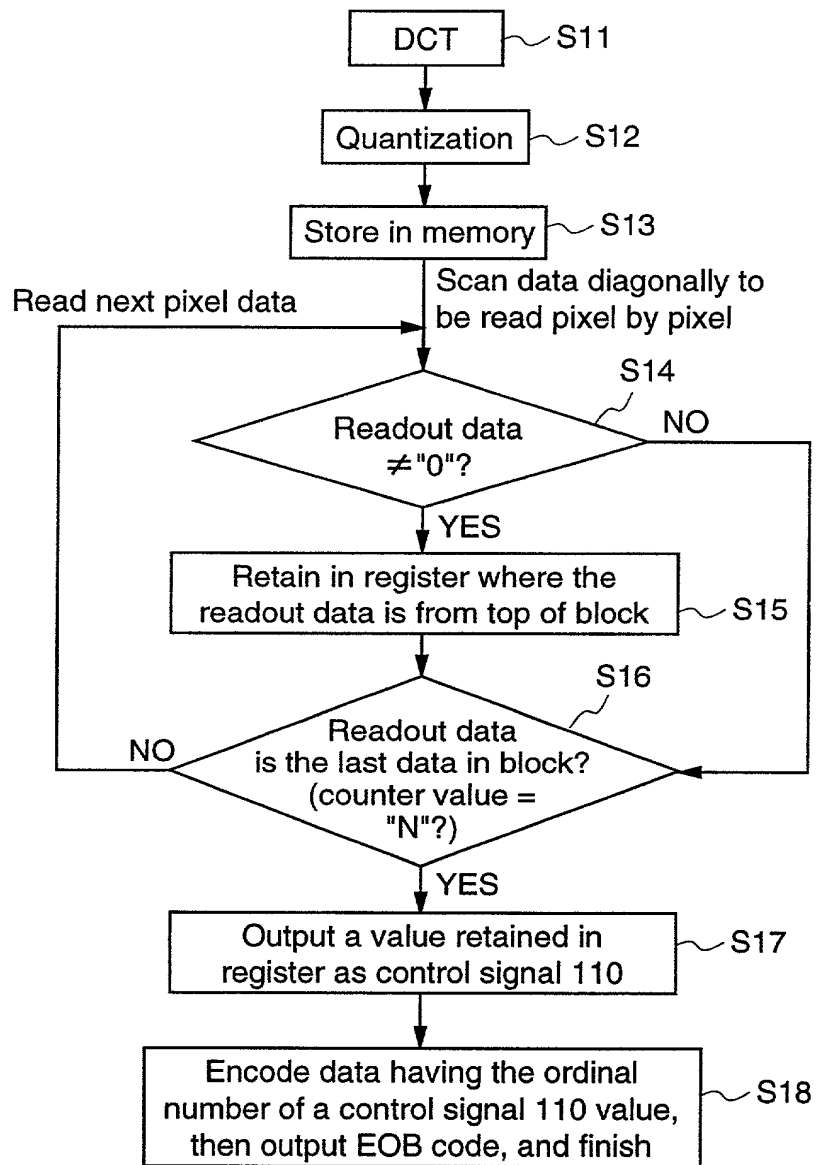 DCT
S11
Quantization
S12
Store in memory
S13
Read next pixel data
Scan data diagonally to
be read pixel by pixel
S14
Readout data
≠"0"?
NO
YES
Retain in register where the
readout data is from top of block
S15
S16
Readout data
is the last data in block?
(counter value =
"N"?)
NO
YES
Output a value retained in
register as control signal 110
S17
Encode data having the ordinal
number of a control signal 110 value,
then output EOB code, and finish
S18